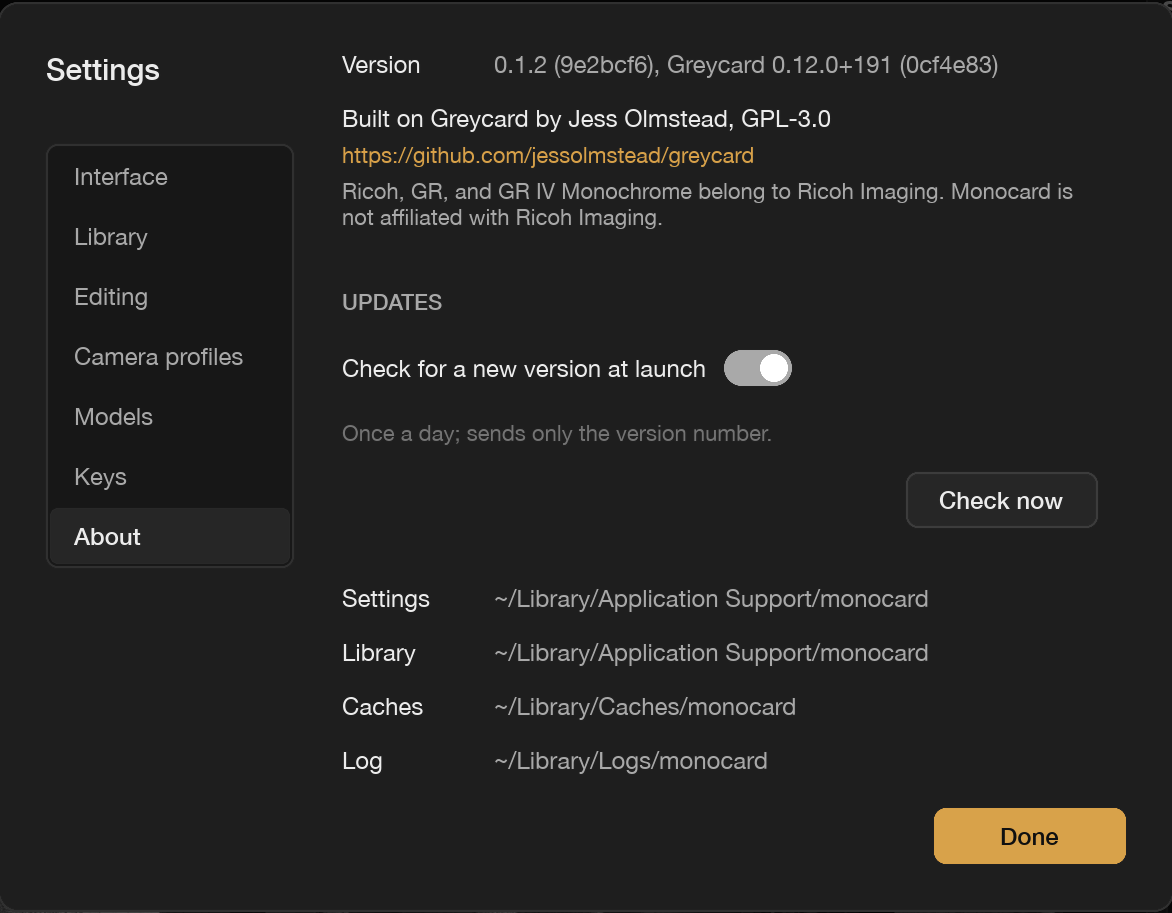 Settings
Interface
Library
Editing
Camera profiles
Models
Keys
About
Version 0.1.2 (9e2bcf6), Greycard 0.12.0+191 (0cf4e83)
Built on Greycard by Jess Olmstead, GPL-3.0
https://github.com/jessolmstead/greycard
Ricoh, GR, and GR IV Monochrome belong to Ricoh Imaging. Monocard is
not affiliated with Ricoh Imaging.
UPDATES
Check for a new version at launch
Once a day; sends only the version number.
Check now
Settings ~/Library/Application Support/monocard
Library ~/Library/Application Support/monocard
Caches ~/Library/Caches/monocard
Log ~/Library/Logs/monocard
Done